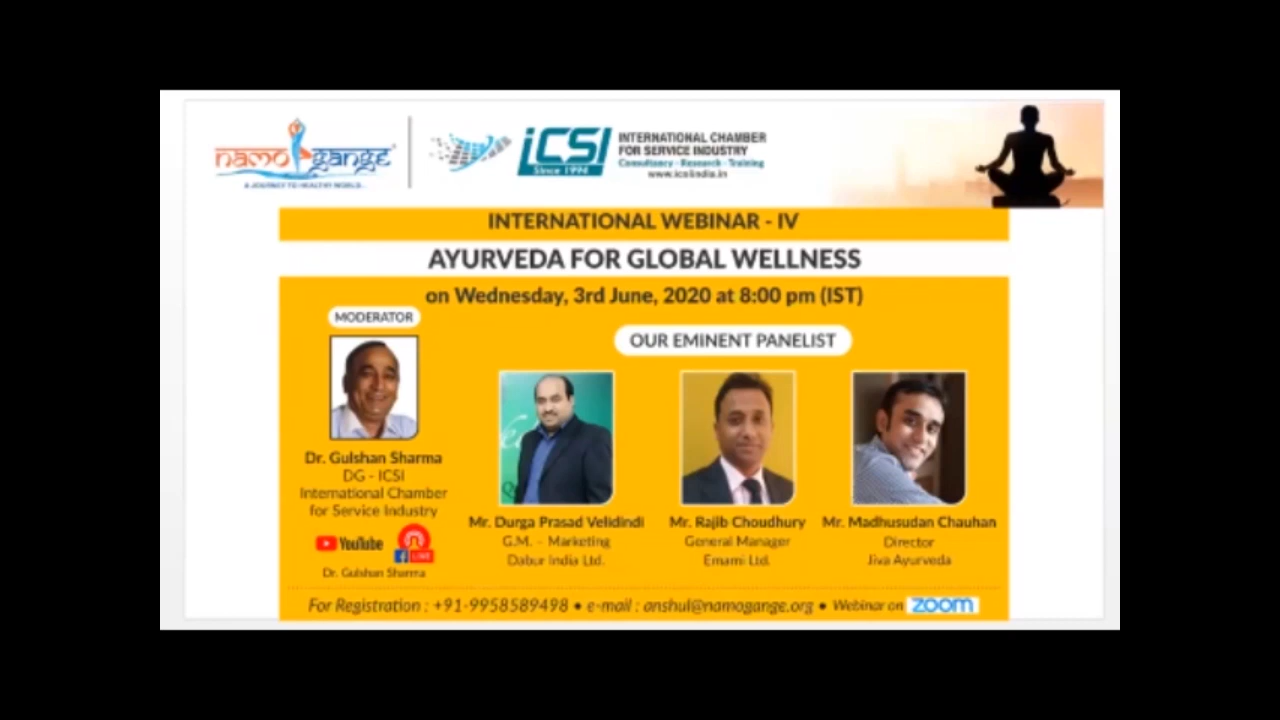 namo gange
A JOURNEY TO HEALTHY WORLD...
iCSI
Since 1994
INTERNATIONAL CHAMBER
FOR SERVICE INDUSTRY
Consultancy - Research - Training
www.icsiindia.in
INTERNATIONAL WEBINAR - IV
AYURVEDA FOR GLOBAL WELLNESS
on Wednesday, 3rd June, 2020 at 8:00 pm (IST)
MODERATOR
Dr. Gulshan Sharma
DG - ICSI
International Chamber
for Service Industry
YouTube
LIVE
Dr. Gulshan Sharma
OUR EMINENT PANELIST
Mr. Durga Prasad Velidindi
G.M. - Marketing
Dabur India Ltd.
Mr. Rajib Choudhury
General Manager
Emami Ltd.
Mr. Madhusudan Chauhan
Director
Jiva Ayurveda
For Registration : +91-9958589498 • e-mail : anshul@namogange.org • Webinar on zoom